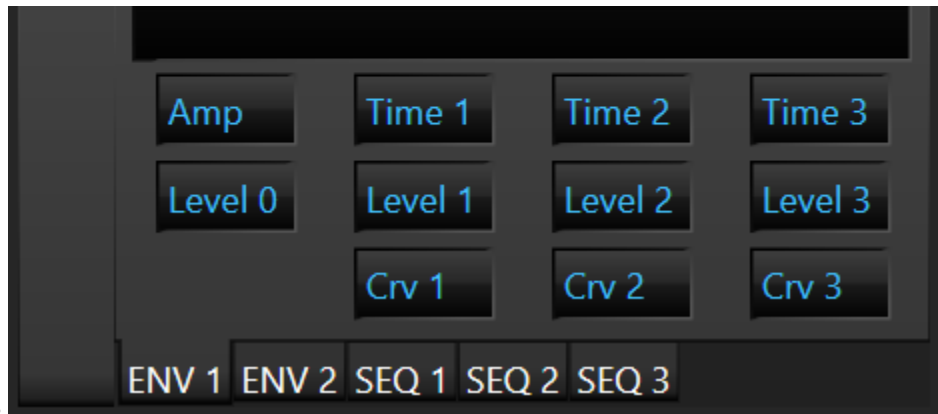 Amp Time 1 Time 2 Time 3
Level 0 Level 1 Level 2 Level 3
Crv 1 Crv 2 Crv 3
ENV 1 ENV 2 SEQ 1 SEQ 2 SEQ 3